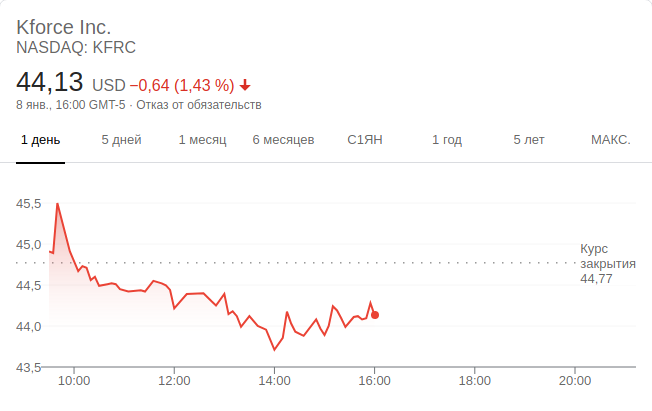 Kforce Inc.
NASDAQ: KFRC
44,13 USD −0,64 (1,43 %)
8 янв., 16:00 GMT-5 · Отказ от обязательств
1 день 5 дней 1 месяц 6 месяцев С1ЯН 1 год 5 лет МАКС.
45,5
45,0
44,5
44,0
43,5
Курс
закрытия
44,77
10:00 12:00 14:00 16:00 18:00 20:00